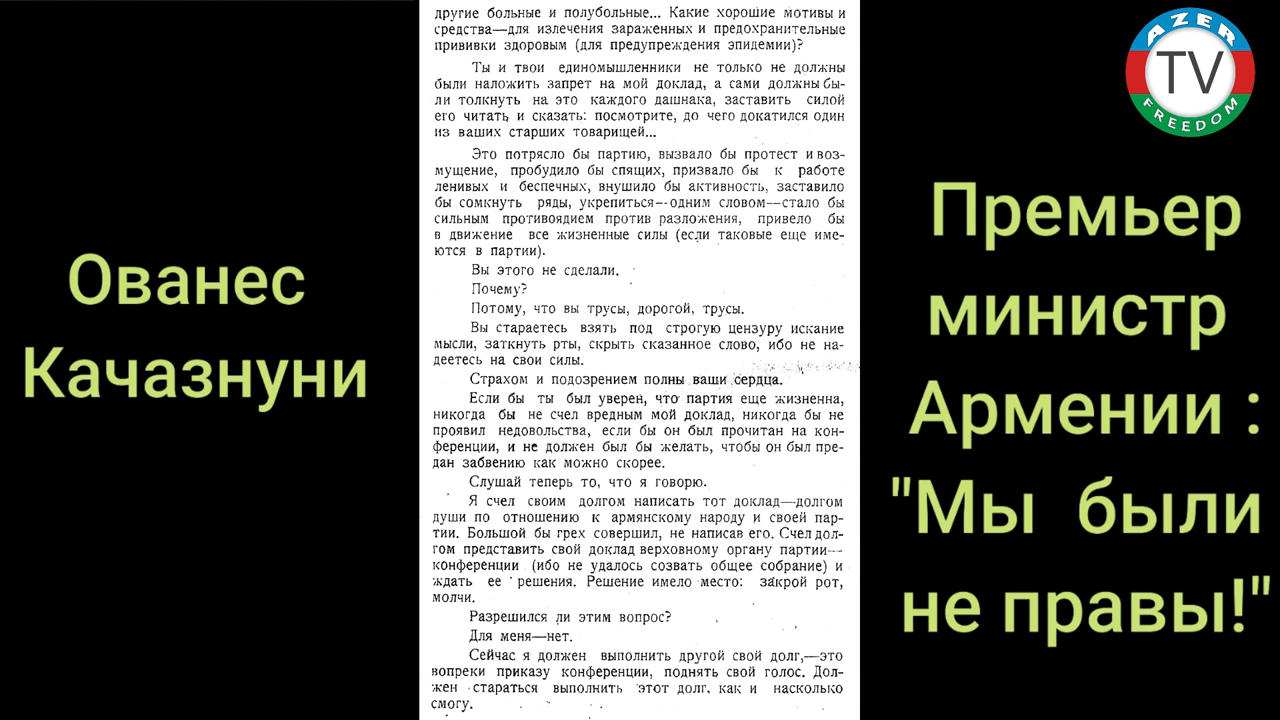 Ованес
Качазнуни
другие больные и полубольные... Какие хорошие мотивы и
средства—для излечения зараженных и предохранительные
прививки здоровым (для предупреждения эпидемии)?
Ты и твои единомышленники не только не должны
были наложить запрет на мой доклад, а сами должны бы-
ли толкнуть на это каждого дашнака, заставить силой
его читать и сказать: посмотрите, до чего докатился один
из ваших старших товарищей...
Это потрясло бы партию, вызвало бы протест и воз-
мущение, пробудило бы спящих, призвало бы к работе
ленивых и беспечных, внушило бы активность, заставило
бы сомкнуть ряды, укрепиться--одним словом—стало бы
сильным противоядием против разложения, привело бы
в движение все жизненные силы (если таковые еще име-
ются в партии).
Вы этого не сделали.
Почему?
Потому, что вы трусы, дорогой, трусы.
Вы стараетесь взять под строгую цензуру искание
мысли, заткнуть рты, скрыть сказанное слово, ибо не на-
деетесь на свои силы.
Страхом и подозрением полны ваши сердца.
Если бы ты был уверен, что партия еще жизненна,
никогда бы не счел вредным мой доклад, никогда бы не
проявил недовольства, если бы он был прочитан на кон-
ференции, и не должен был бы желать, чтобы он был пре-
дан забвению как можно скорее.
Слушай теперь то, что я говорю.
Я счел своим долгом написать тот доклад—долгом
души по отношению к армянскому народу и своей пар-
тии. Большой бы грех совершил, не написав его. Счел дол-
гом представить свой доклад верховному органу партии—
конференции (ибо не удалось созвать общее собрание) и
ждать ее решения. Решение имело место: закрой рот,
молчи.
Разрешился ли этим вопрос?
Для меня—нет.
Сейчас я должен выполнить другой свой долг,—это
вопреки приказу конференции, поднять свой голос. Дол-
жен стараться выполнить этот долг, как и насколько
смогу.
AZER
TV
FREEDOM
Премьер
министр
Армении :
"Мы были
не правы!"